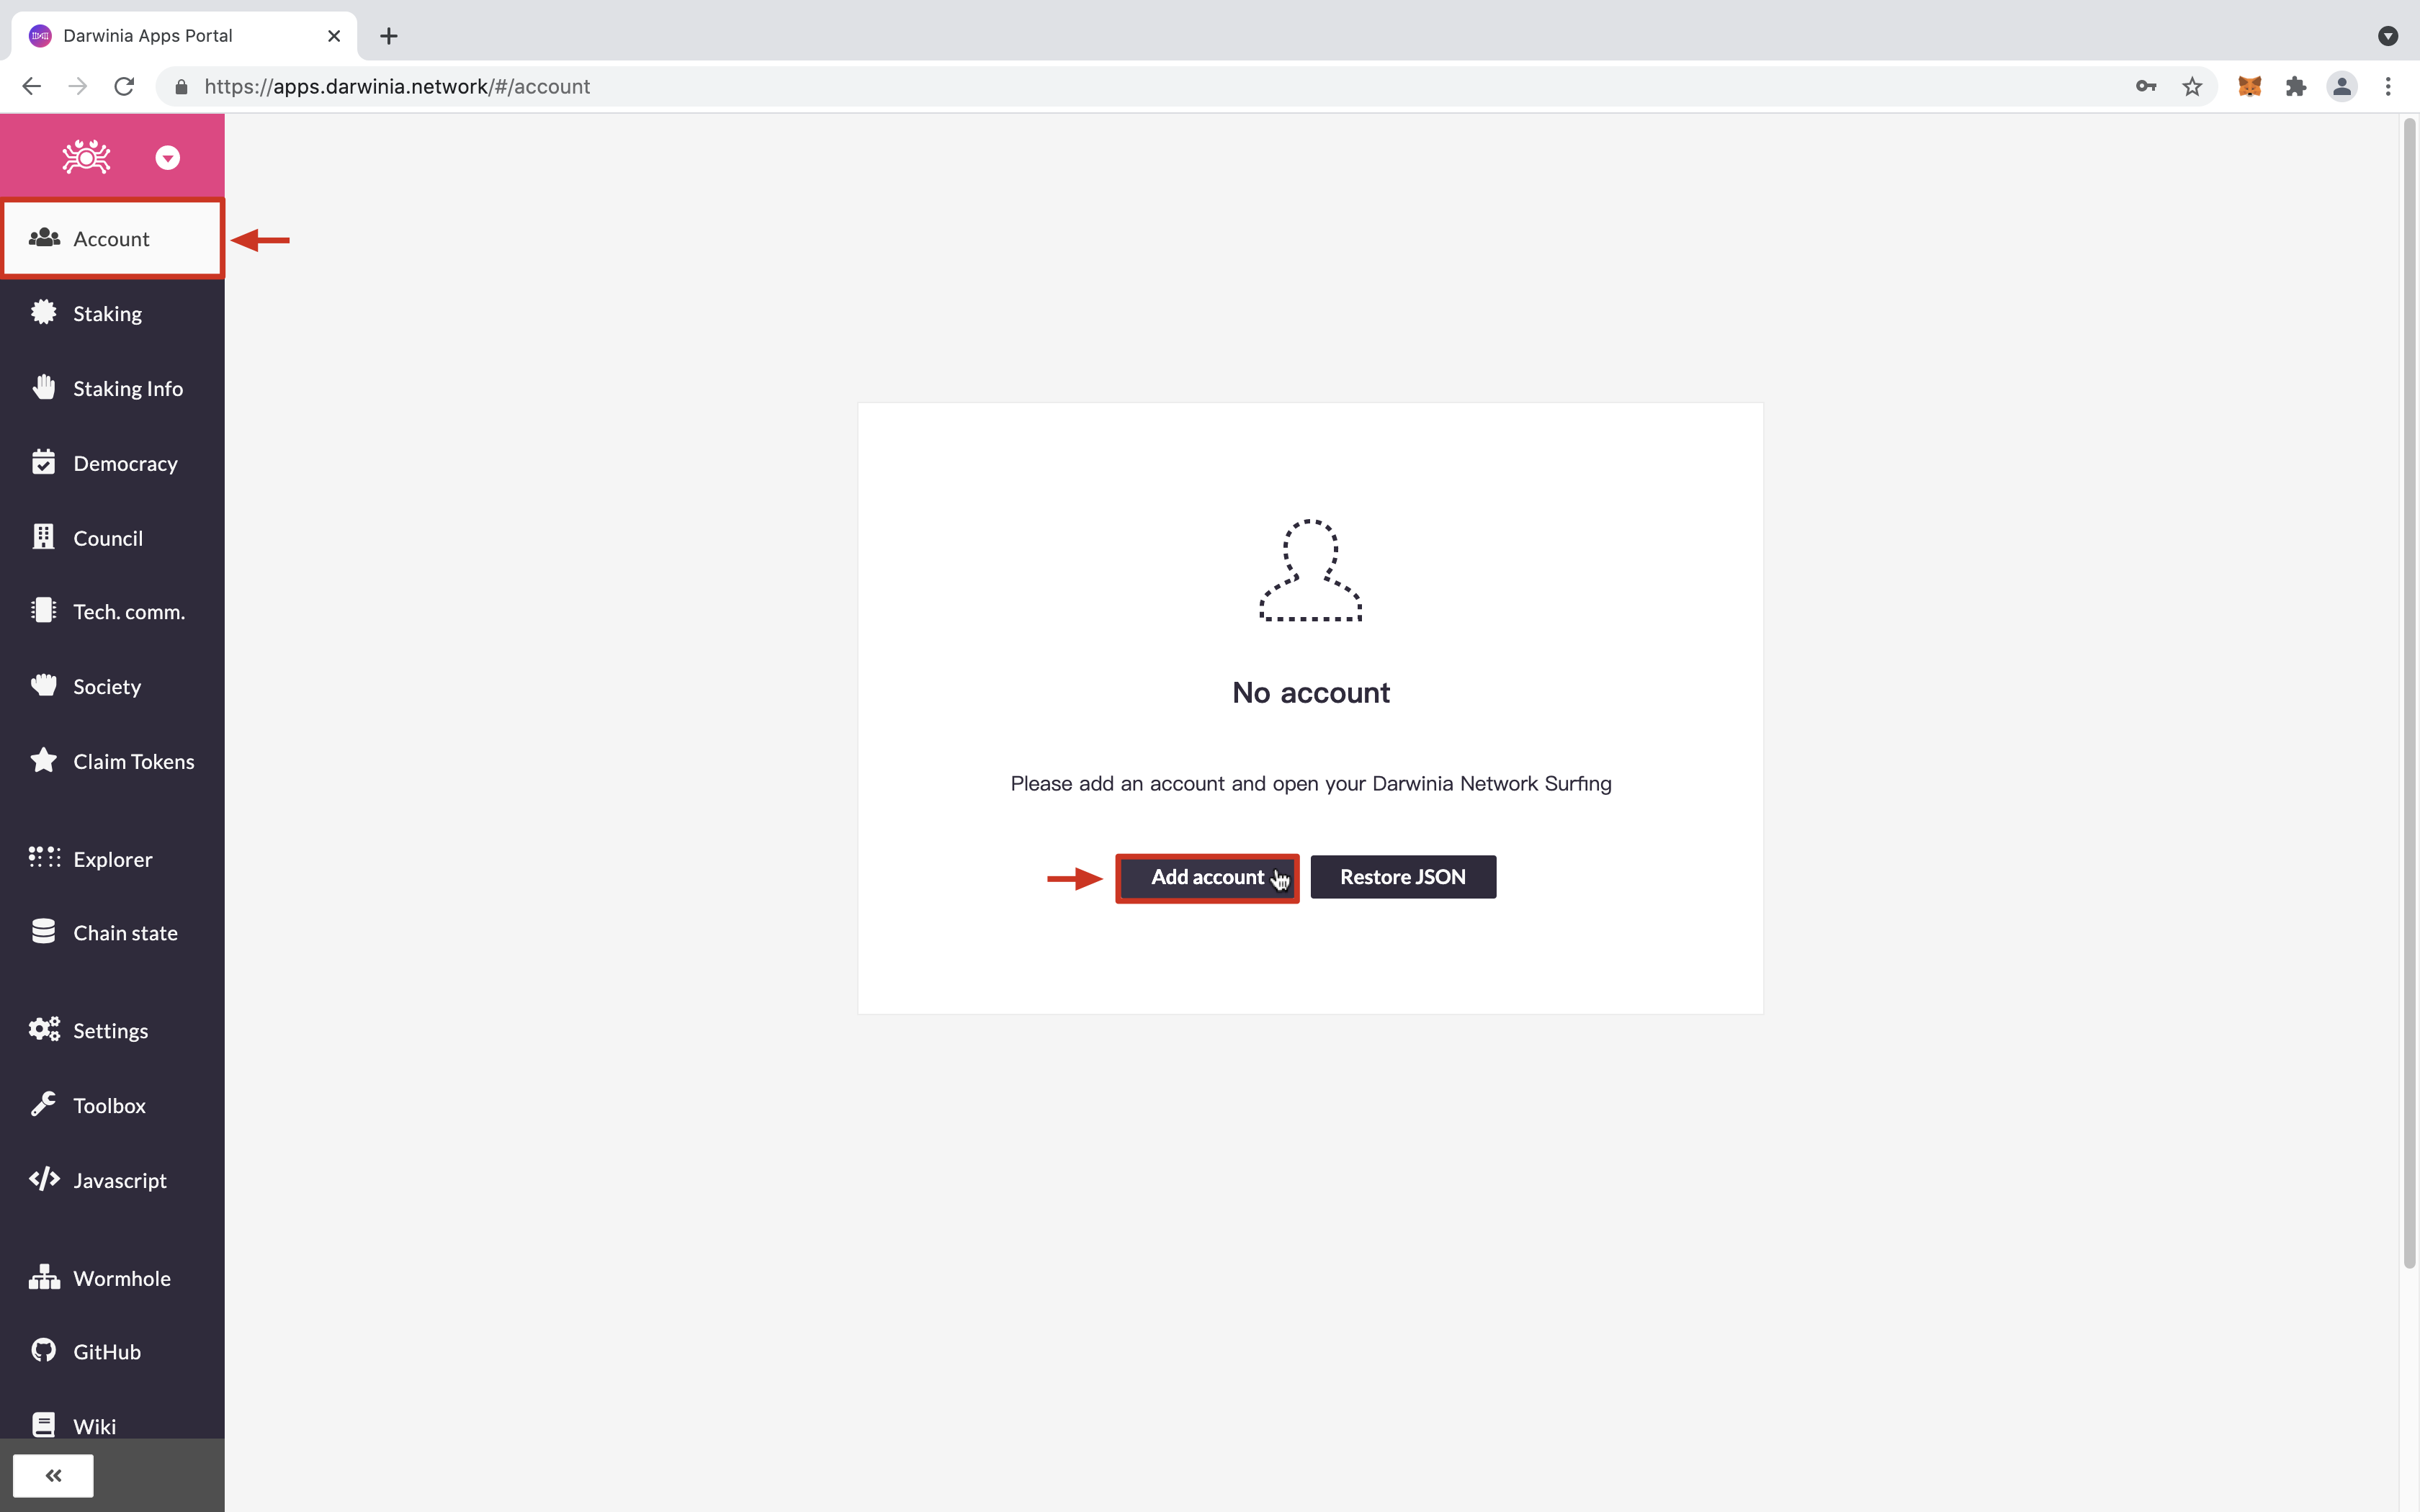 Darwinia Apps Portal
https://apps.darwinia.network/#/account
Account
Staking
Staking Info
Democracy
Council
Tech. comm.
Society
Claim Tokens
Explorer
Chain state
Settings
Toolbox
Javascript
Wormhole
GitHub
Wiki
No account
Please add an account and open your Darwinia Network Surfing
Add account
Restore JSON